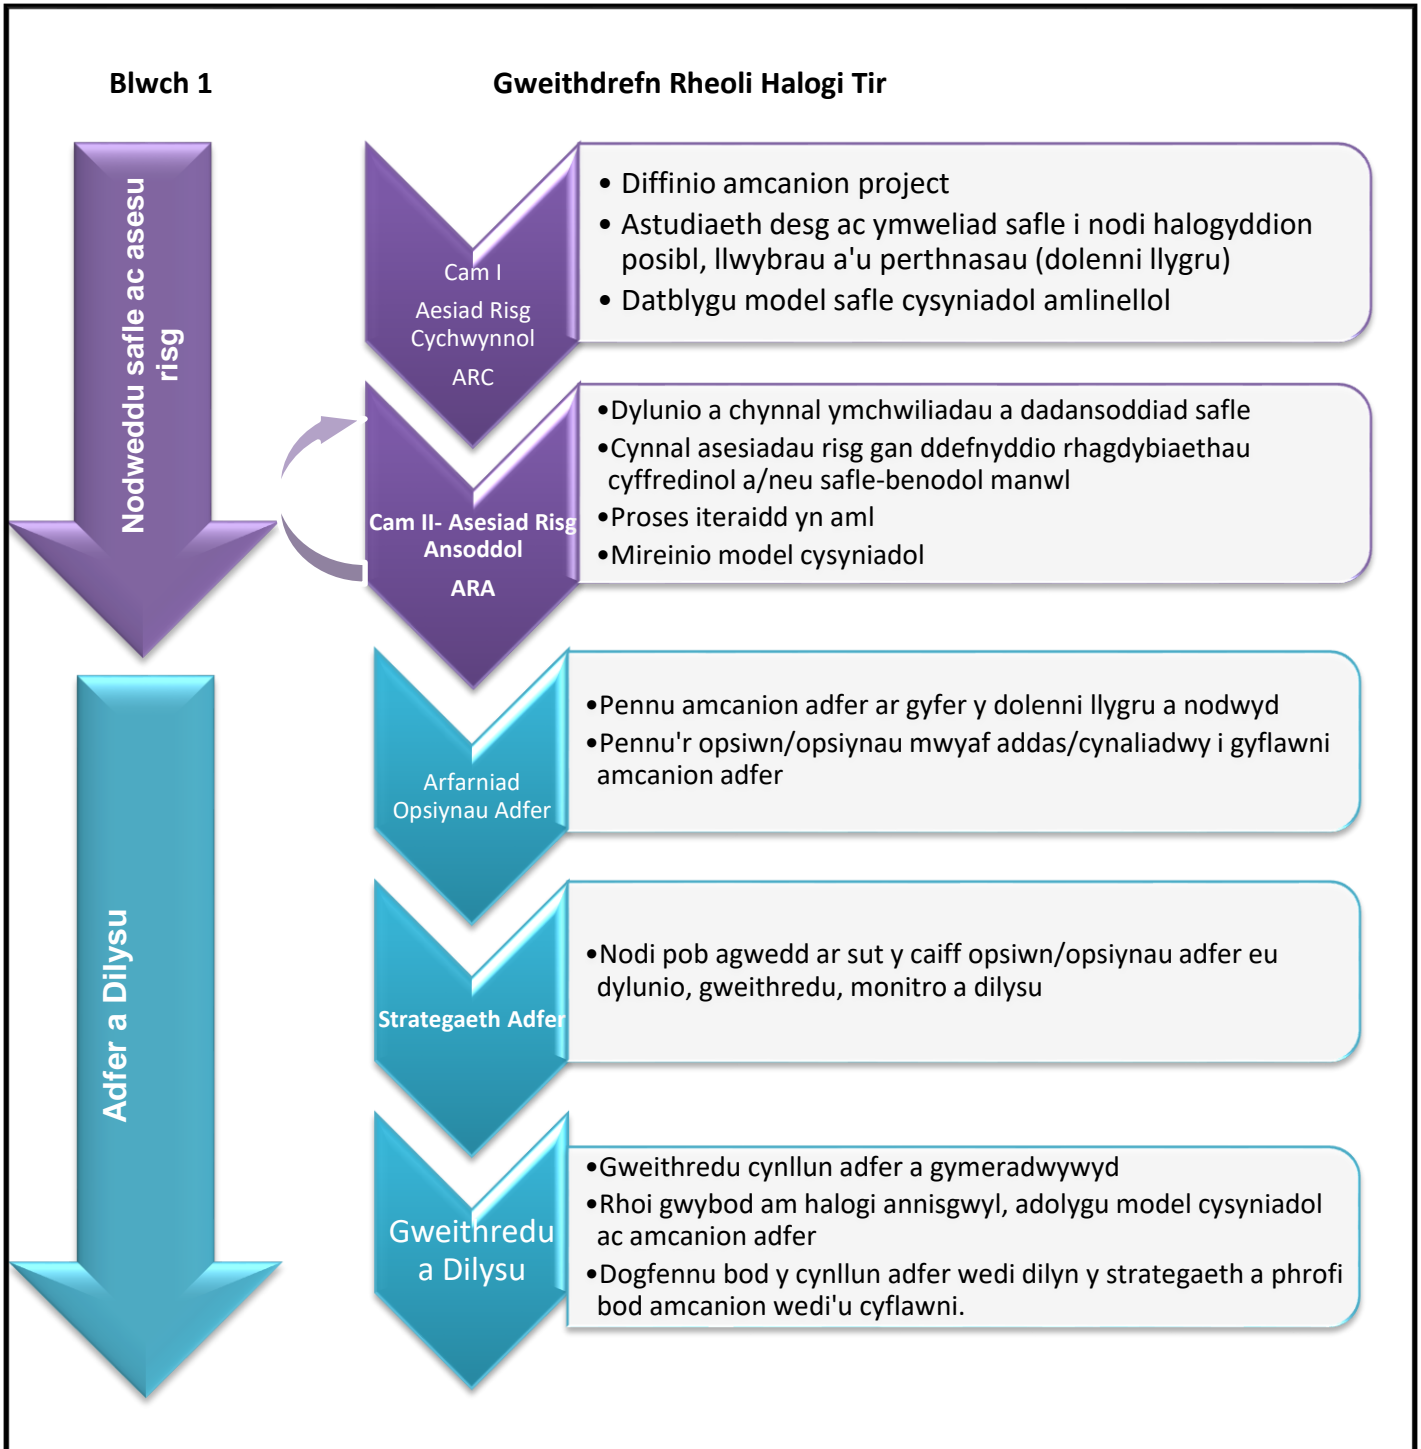 Blwch 1
Gweithdrefn Rheoli Halogi Tir
Nodweddu safle ac asesu
risg
Cam I
Aesiad Risg
Cychwynnol
ARC
• Diffinio amcanion project
• Astudiaeth desg ac ymweliad safle i nodi halogyddion
posibl, llwybrau a'u perthnasau (dolenni llygru)
• Datblygu model safle cysyniadol amlinellol
Cam II- Asesiad Risg
Ansoddol
ARA
•Dylunio a chynnal ymchwiliadau a dadansoddiad safle
•Cynnal asesiadau risg gan ddefnyddio rhagdybiaethau
cyffredinol a/neu safle-benodol manwl
•Proses iteraidd yn aml
•Mireinio model cysyniadol
Adfer a Dilysu
Arfarniad
Opsiynau Adfer
•Pennu amcanion adfer ar gyfer y dolenni llygru a nodwyd
•Pennu'r opsiwn/opsiynau mwyaf addas/cynaliadwy i gyflawni
amcanion adfer
Strategaeth Adfer
•Nodi pob agwedd ar sut y caiff opsiwn/opsiynau adfer eu
dylunio, gweithredu, monitro a dilysu
Gweithredu
a Dilysu
•Gweithredu cynllun adfer a gymeradwywyd
•Rhoi gwybod am halogi annisgwyl, adolygu model cysyniadol
ac amcanion adfer
•Dogfennu bod y cynllun adfer wedi dilyn y strategaeth a phrofi
bod amcanion wedi'u cyflawni.